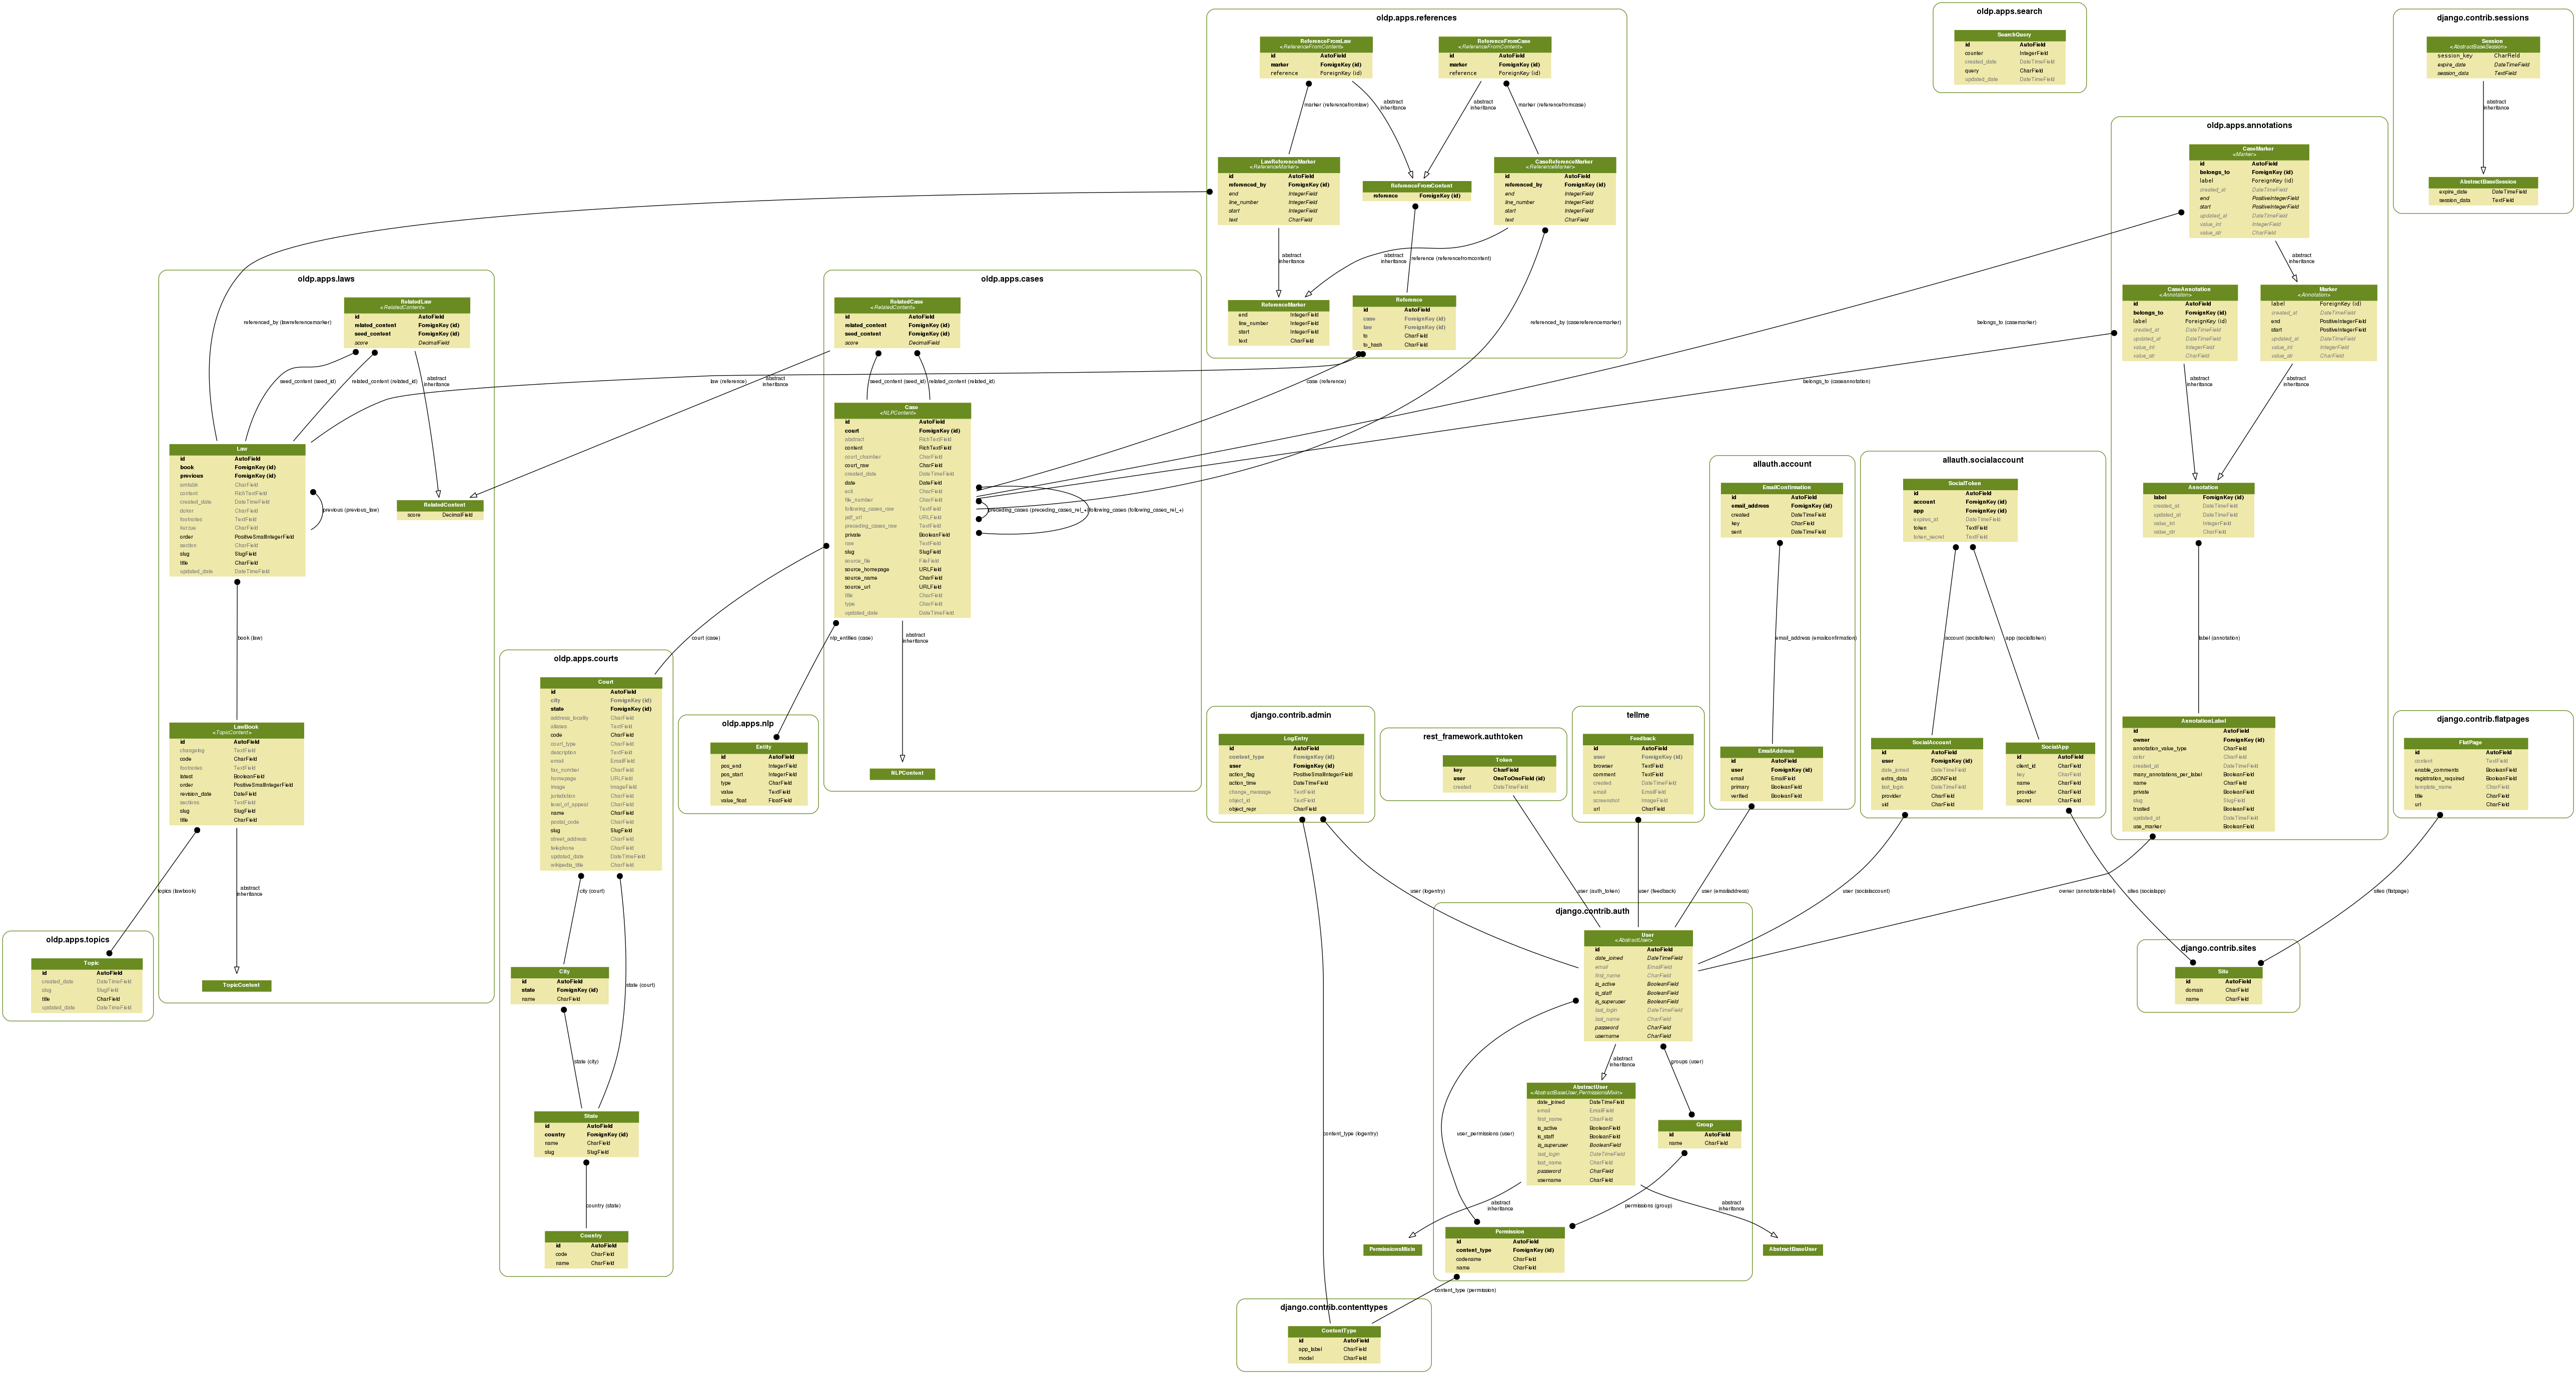 oldp.apps.references
ReferenceFromLaw
<ReferenceFromContent>
id AutoField
marker ForeignKey (id)
reference ForeignKey (id)
ReferenceFromCase
<ReferenceFromContent>
id AutoField
marker ForeignKey (id)
reference ForeignKey (id)
marker (referencefromlaw)
abstract
inheritance
abstract
inheritance
marker (referencefromcase)
LawReferenceMarker
<ReferenceMarker>
id AutoField
referenced_by ForeignKey (id)
end IntegerField
line_number IntegerField
start IntegerField
text CharField
ReferenceFromContent
reference ForeignKey (id)
CaseReferenceMarker
<ReferenceMarker>
id AutoField
referenced_by ForeignKey (id)
end IntegerField
line_number IntegerField
start IntegerField
text CharField
abstract
inheritance
abstract
inheritance
reference (referencefromcontent)
ReferenceMarker
end IntegerField
line_number IntegerField
start IntegerField
text CharField
Reference
id AutoField
case ForeignKey (id)
law ForeignKey (id)
to CharField
to_hash CharField
oldp.apps.search
SearchQuery
id AutoField
counter IntegerField
created_date DateTimeField
query CharField
updated_date DateTimeField
django.contrib.sessions
Session
<AbstractBaseSession>
session_key CharField
expire_date DateTimeField
session_data TextField
abstract
inheritance
AbstractBaseSession
expire_date DateTimeField
session_data TextField
oldp.apps.annotations
CaseMarker
<Marker>
id AutoField
belongs_to ForeignKey (id)
label ForeignKey (id)
created_at DateTimeField
end PositiveIntegerField
start PositiveIntegerField
updated_at DateTimeField
value_int IntegerField
value_str CharField
abstract
inheritance
CaseAnnotation
<Annotation>
id AutoField
belongs_to ForeignKey (id)
label ForeignKey (id)
created_at DateTimeField
updated_at DateTimeField
value_int IntegerField
value_str CharField
Marker
<Annotation>
label ForeignKey (id)
created_at DateTimeField
end PositiveIntegerField
start PositiveIntegerField
updated_at DateTimeField
value_int IntegerField
value_str CharField
abstract
inheritance
abstract
inheritance
Annotation
label ForeignKey (id)
created_at DateTimeField
updated_at DateTimeField
value_int IntegerField
value_str CharField
label (annotation)
AnnotationLabel
id AutoField
owner ForeignKey (id)
annotation_value_type CharField
color CharField
created_at DateTimeField
many_annotations_per_label BooleanField
name CharField
private BooleanField
slug SlugField
trusted BooleanField
updated_at DateTimeField
use_marker BooleanField
oldp.apps.laws
RelatedLaw
<RelatedContent>
id AutoField
related_content ForeignKey (id)
seed_content ForeignKey (id)
score DecimalField
referenced_by (lawreferencemarker)
seed_content (seed_id)
related_content (related_id)
abstract
inheritance
Law
id AutoField
book ForeignKey (id)
previous ForeignKey (id)
amtabk CharField
content RichTextField
created_date DateTimeField
doknr CharField
footnotes TextField
kurzue CharField
order PositiveSmallIntegerField
section CharField
slug SlugField
title CharField
updated_date DateTimeField
previous (previous_law)
RelatedContent
score DecimalField
book (law)
LawBook
<TopicContent>
id AutoField
changelog TextField
code CharField
footnotes TextField
latest BooleanField
order PositiveSmallIntegerField
revision_date DateField
sections TextField
slug SlugField
title CharField
topics (lawbook)
abstract
inheritance
TopicContent
oldp.apps.topics
Topic
id AutoField
created_date DateTimeField
slug SlugField
title CharField
updated_date DateTimeField
oldp.apps.cases
RelatedCase
<RelatedContent>
id AutoField
related_content ForeignKey (id)
seed_content ForeignKey (id)
score DecimalField
law (reference)
abstract
inheritance
seed_content (seed_id)
related_content (related_id)
case (reference)
referenced_by (casereferencemarker)
belongs_to (casemarker)
belongs_to (caseannotation)
Case
<NLPContent>
id AutoField
court ForeignKey (id)
abstract RichTextField
content RichTextField
court_chamber CharField
court_raw CharField
created_date DateTimeField
date DateField
ecli CharField
file_number CharField
following_cases_raw TextField
pdf_url URLField
preceding_cases_raw TextField
private BooleanField
raw TextField
slug SlugField
source_file FileField
source_homepage URLField
source_name CharField
source_url URLField
title CharField
type CharField
updated_date DateTimeField
preceding_cases (preceding_cases_rel_+)
following_cases (following_cases_rel_+)
court (case)
nlp_entities (case)
abstract
inheritance
NLPContent
oldp.apps.courts
Court
id AutoField
city ForeignKey (id)
state ForeignKey (id)
address_locality CharField
aliases TextField
code CharField
court_type CharField
description TextField
email EmailField
fax_number CharField
homepage URLField
image ImageField
jurisdiction CharField
level_of_appeal CharField
name CharField
postal_code CharField
slug SlugField
street_address CharField
telephone CharField
updated_date DateTimeField
wikipedia_title CharField
city (court)
state (court)
City
id AutoField
state ForeignKey (id)
name CharField
state (city)
State
id AutoField
country ForeignKey (id)
name CharField
slug SlugField
country (state)
Country
id AutoField
code CharField
name CharField
oldp.apps.nlp
Entity
id AutoField
pos_end IntegerField
pos_start IntegerField
type CharField
value TextField
value_float FloatField
allauth.account
EmailConfirmation
id AutoField
email_address ForeignKey (id)
created DateTimeField
key CharField
sent DateTimeField
email_address (emailconfirmation)
EmailAddress
id AutoField
user ForeignKey (id)
email EmailField
primary BooleanField
verified BooleanField
allauth.socialaccount
SocialToken
id AutoField
account ForeignKey (id)
app ForeignKey (id)
expires_at DateTimeField
token TextField
token_secret TextField
account (socialtoken)
app (socialtoken)
SocialAccount
id AutoField
user ForeignKey (id)
date_joined DateTimeField
extra_data JSONField
last_login DateTimeField
provider CharField
uid CharField
SocialApp
id AutoField
client_id CharField
key CharField
name CharField
provider CharField
secret CharField
django.contrib.admin
LogEntry
id AutoField
content_type ForeignKey (id)
user ForeignKey (id)
action_flag PositiveSmallIntegerField
action_time DateTimeField
change_message TextField
object_id TextField
object_repr CharField
rest_framework.authtoken
Token
key CharField
user OneToOneField (id)
created DateTimeField
tellme
Feedback
id AutoField
user ForeignKey (id)
browser TextField
comment TextField
created DateTimeField
email EmailField
screenshot ImageField
url CharField
django.contrib.flatpages
FlatPage
id AutoField
content TextField
enable_comments BooleanField
registration_required BooleanField
template_name CharField
title CharField
url CharField
user (logentry)
user (auth_token)
user (feedback)
user (emailaddress)
user (socialaccount)
owner (annotationlabel)
sites (socialapp)
sites (flatpage)
django.contrib.sites
Site
id AutoField
domain CharField
name CharField
django.contrib.auth
User
<AbstractUser>
id AutoField
date_joined DateTimeField
email EmailField
first_name CharField
is_active BooleanField
is_staff BooleanField
is_superuser BooleanField
last_login DateTimeField
last_name CharField
password CharField
username CharField
abstract
inheritance
groups (user)
user_permissions (user)
AbstractUser
<AbstractBaseUser,PermissionsMixin>
date_joined DateTimeField
email EmailField
first_name CharField
is_active BooleanField
is_staff BooleanField
is_superuser BooleanField
last_login DateTimeField
last_name CharField
password CharField
username CharField
Group
id AutoField
name CharField
content_type (logentry)
abstract
inheritance
permissions (group)
abstract
inheritance
PermissionsMixin
Permission
id AutoField
content_type ForeignKey (id)
codename CharField
name CharField
AbstractBaseUser
content_type (permission)
django.contrib.contenttypes
ContentType
id AutoField
app_label CharField
model CharField